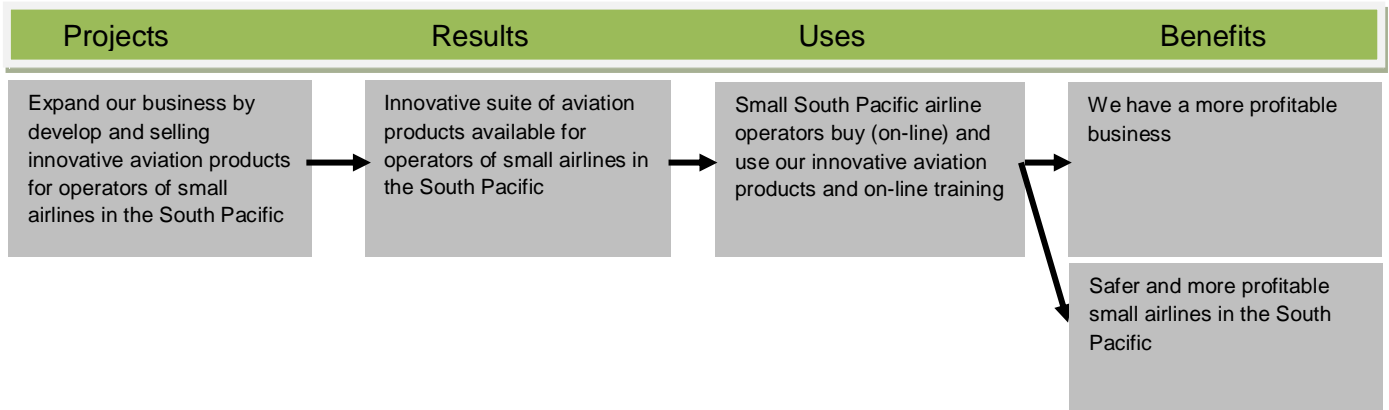 Projects
Results
Uses
Benefits
Expand our business by
develop and selling
innovative aviation products
for operators of small
airlines in the South Pacific
Innovative suite of aviation
products available for
operators of small airlines in
the South Pacific
Small South Pacific airline
operators buy (on-line) and
use our innovative aviation
products and on-line training
We have a more profitable
business
Safer and more profitable
small airlines in the South
Pacific